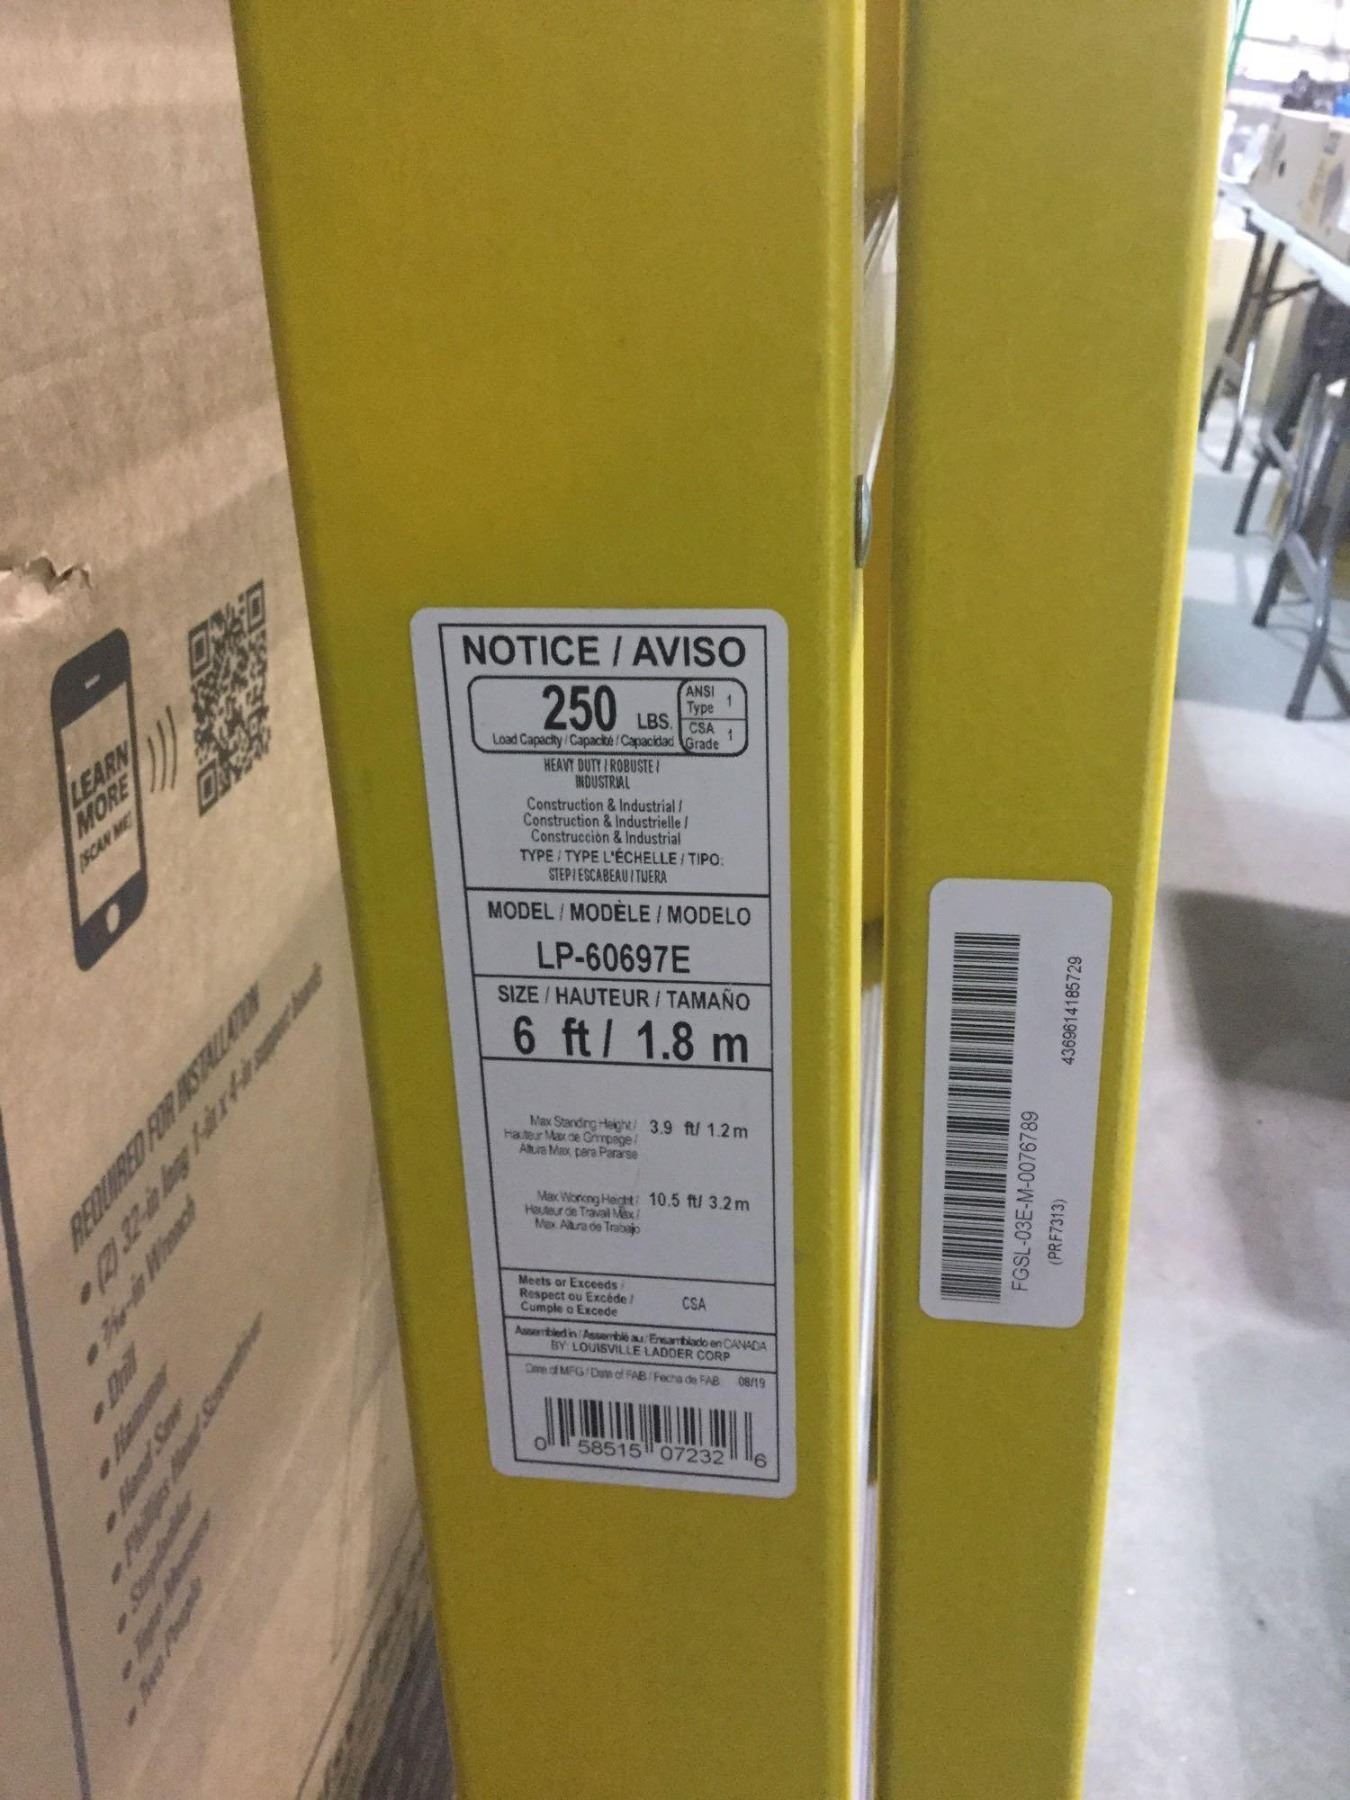 NOTICE / AVISO
250 LBS.
Load Capacity / Capacité / Capacidad
ANSI Type 1
CSA Grade 1
HEAVY DUTY / ROBUSTE /
INDUSTRIAL
Construction & Industrial /
Construction & Industrielle /
Construcción & Industrial
TYPE / TYPE L'ÉCHELLE / TIPO:
STEP / ESCABEAU / TIJERA
MODEL / MODÈLE / MODELO
LP-60697E
SIZE / HAUTEUR / TAMAÑO
6 ft / 1.8 m
Max Standing Height / 3.9 ft/ 1.2 m
Hauteur Max de Grimpage /
Altura Max. para Pararse
Max Working Height / 10.5 ft/ 3.2 m
Hauteur de Travail Max /
Max. Altura de Trabajo
Meets or Exceeds /
Respect ou Excéde / CSA
Cumple o Excede
Assembled in / Assemblé au / Ensamblado en CANADA
BY: LOUISVILLE LADDER CORP
Date of MFG / Date of FAB / Fecha de FAB 08/19
0 58515 07232 6
4369614185729
FGSL-03E-M-0076789
(PRF7313)
LEARN
MORE
[SCAN ME]
REQUIRED FOR INSTALLATION
• (2) 32-in long 1-in x 4-in support boards
• 7/16-in Wrench
• Drill
• Hammer
• Hand Saw
• Phillips Head Screwdriver
• Stepladder
• Tape Measure
• Two People